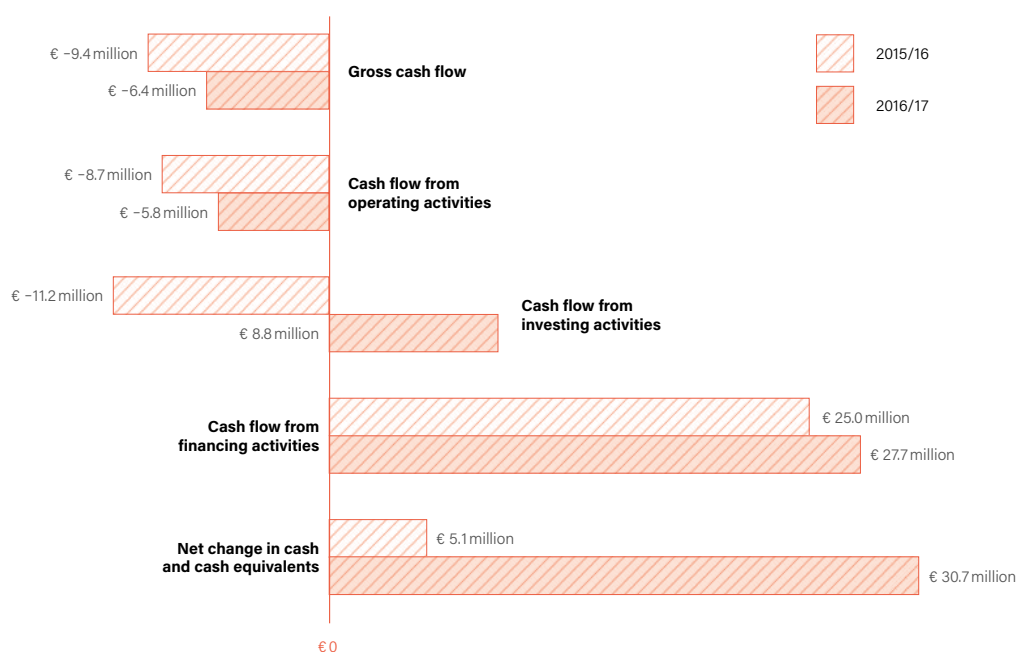 € −9.4 million
Gross cash flow
€ −6.4 million
2015/16
2016/17
€ −8.7 million
Cash flow from
operating activities
€ −5.8 million
€ −11.2 million
Cash flow from
investing activities
€ 8.8 million
Cash flow from
financing activities
€ 25.0 million
€ 27.7 million
Net change in cash
and cash equivalents
€ 5.1 million
€ 30.7 million
€ 0